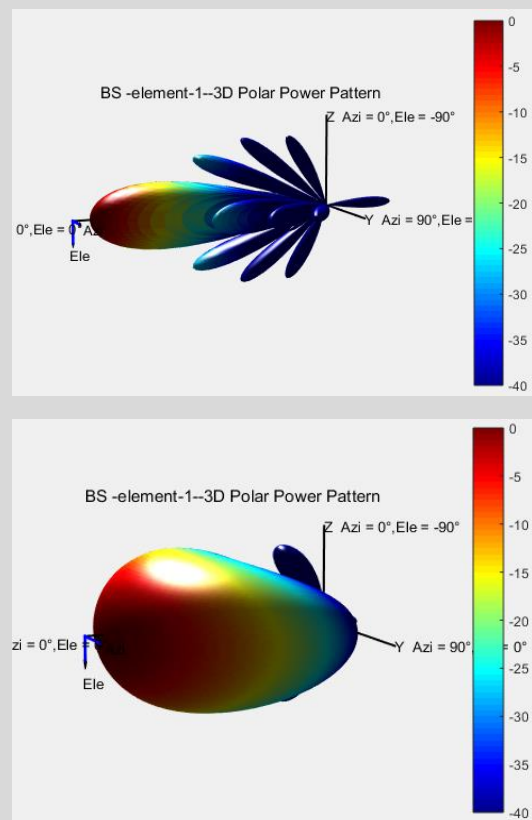 BS -element-1--3D Polar Power Pattern
Z Azi = 0°,Ele = -90°
Y Azi = 90°,Ele =
0°,Ele = 0°
Ele
0
-5
-10
-15
-20
-25
-30
-35
-40
BS -element-1--3D Polar Power Pattern
Z Azi = 0°,Ele = -90°
zi = 0°,Ele =
Y Azi = 90°,
= 0°
Ele
0
-5
-10
-15
-20
-25
-30
-35
-40